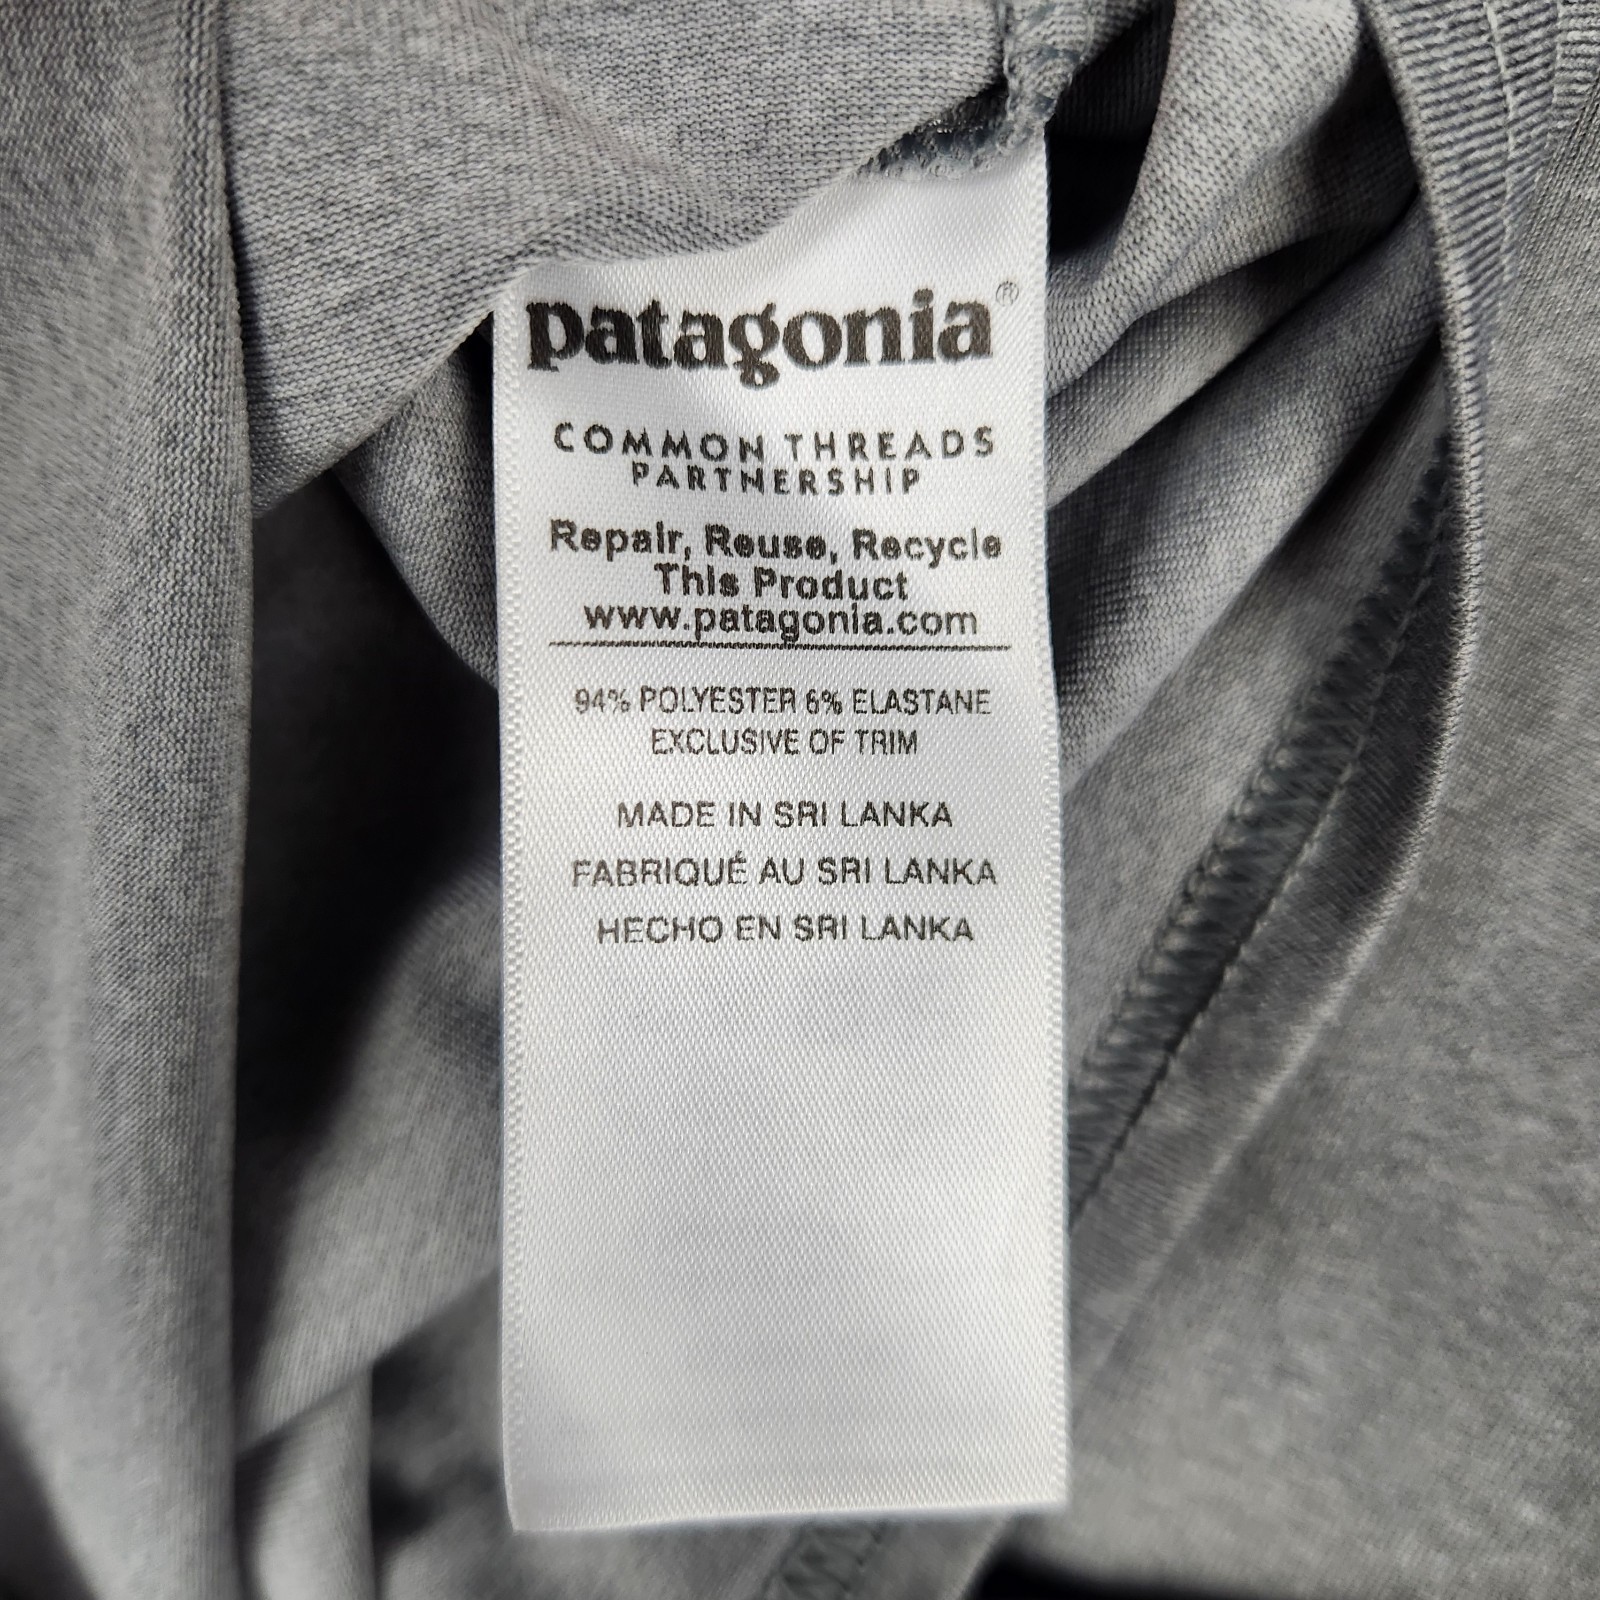 patagonia®
COMMON THREADS
PARTNERSHIP
Repair, Reuse, Recycle
This Product
www.patagonia.com
94% POLYESTER 6% ELASTANE
EXCLUSIVE OF TRIM
MADE IN SRI LANKA
FABRIQUÉ AU SRI LANKA
HECHO EN SRI LANKA